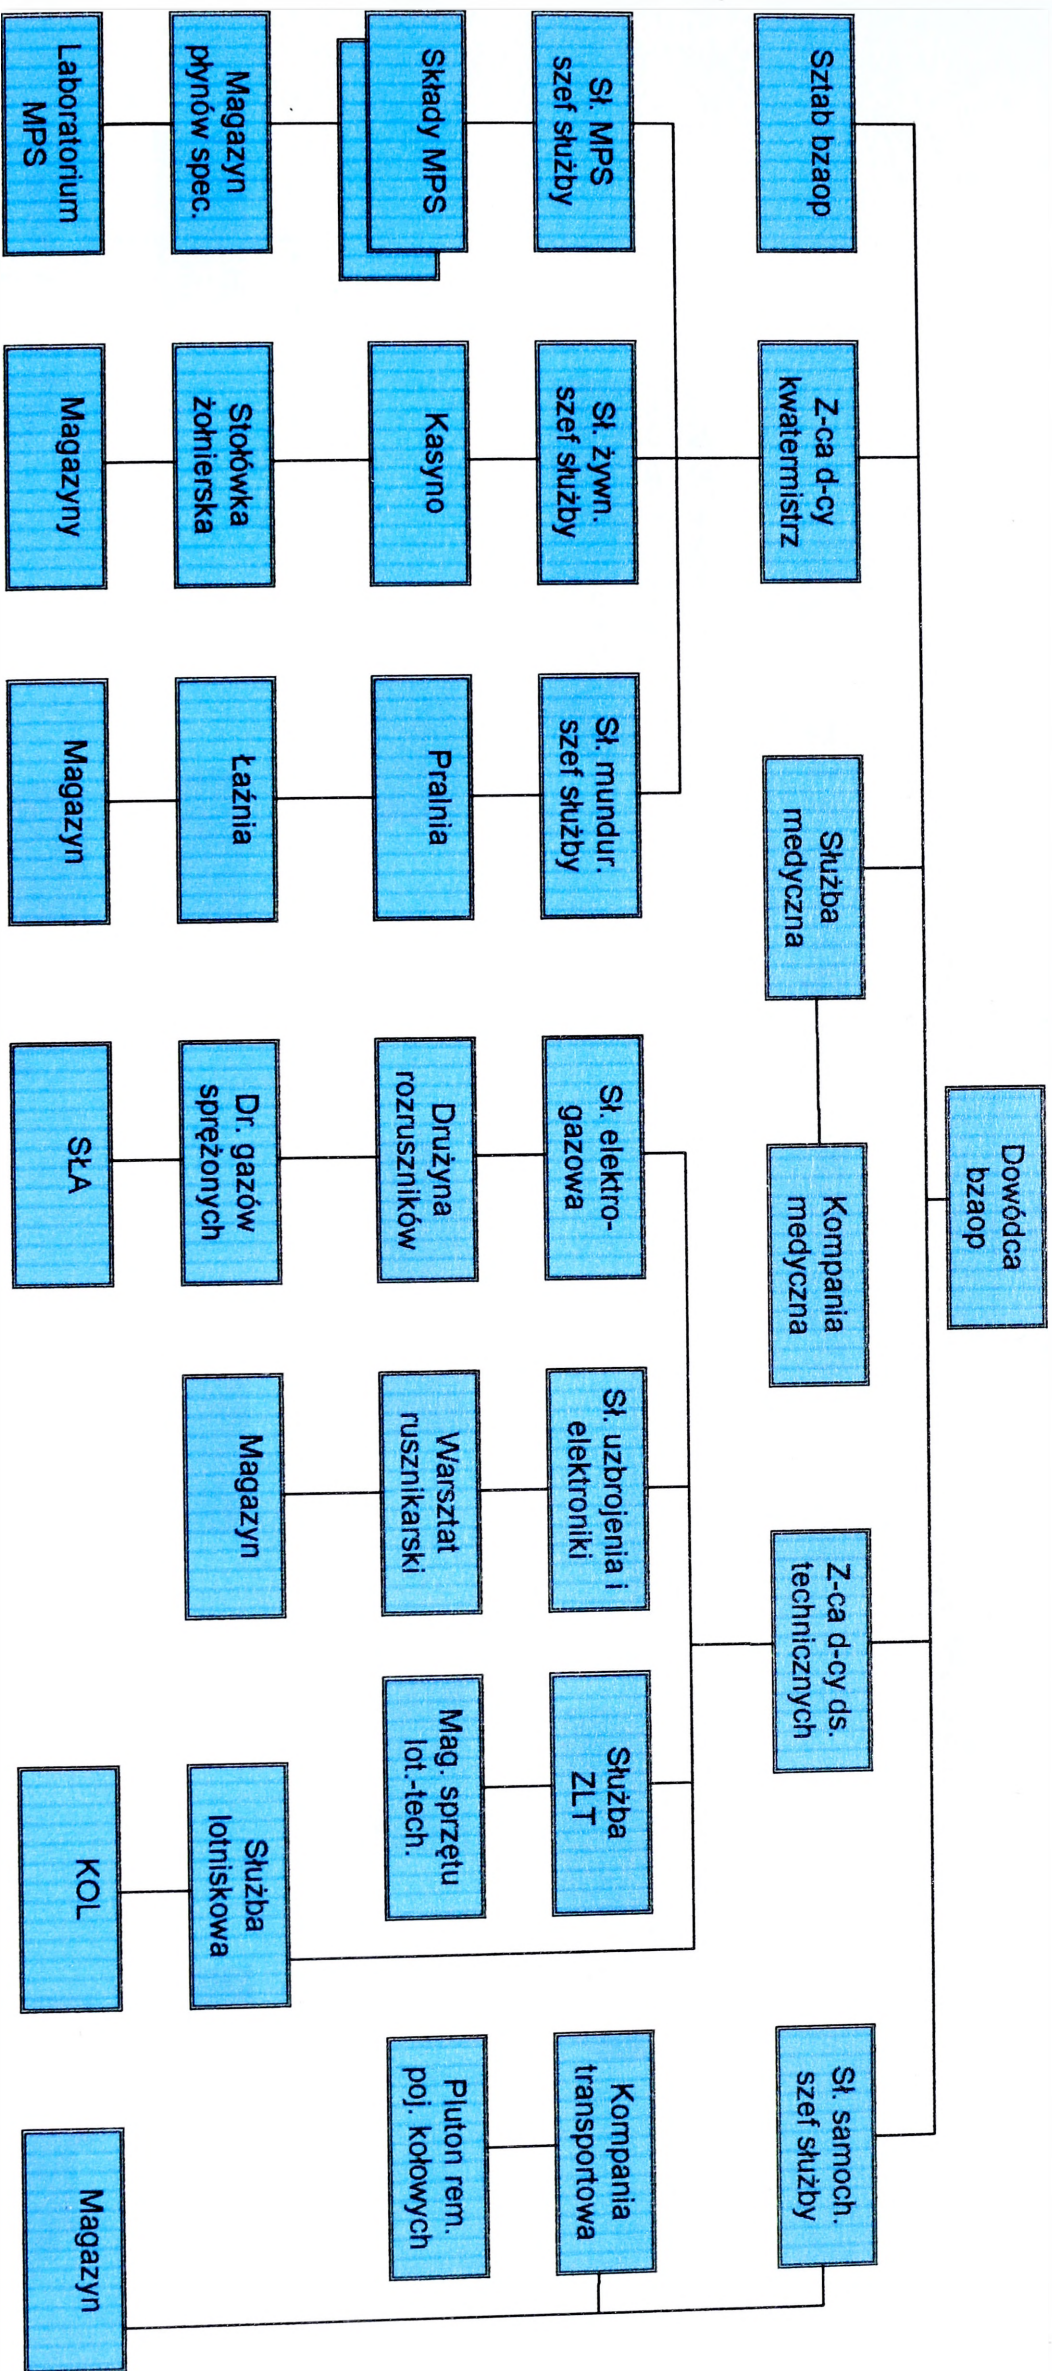 Dowódca
bzaop
Sztab bzaop
Z-ca d-cy
kwatermistrz
Służba
medyczna
Kompania
medyczna
Z-ca d-cy ds.
technicznych
Sł. samoch.
szef służby
Sł. MPS
szef służby
Sł. żywn.
szef służby
Sł. mundur.
szef służby
Sł. elektro-
gazowa
Sł. uzbrojenia i
elektroniki
Służba
ZLT
Kompania
transportowa
Składy MPS
Kasyno
Pralnia
Drużyna
rozruszników
Warsztat
rusznikarski
Mag. sprzętu
lot.-tech.
Pluton rem.
poj. kołowych
Magazyn
płynów spec.
Stołówka
żołnierska
Łaźnia
Dr. gazów
sprężonych
Magazyn
Służba
lotniskowa
Laboratorium
MPS
Magazyny
Magazyn
SŁA
KOL
Magazyn